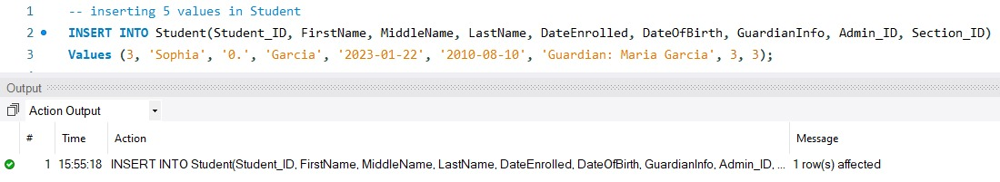 1 -- inserting 5 values in Student
2 INSERT INTO Student(Student_ID, FirstName, MiddleName, LastName, DateEnrolled, DateOfBirth, GuardianInfo, Admin_ID, Section_ID)
3 Values (3, 'Sophia', '0.', 'Garcia', '2023-01-22', '2010-08-10', 'Guardian: Maria Garcia', 3, 3);
Output
Action Output
# Time Action Message
1 15:55:18 INSERT INTO Student(Student_ID, FirstName, MiddleName, LastName, DateEnrolled, DateOfBirth, GuardianInfo, Admin_ID, ... 1 row(s) affected